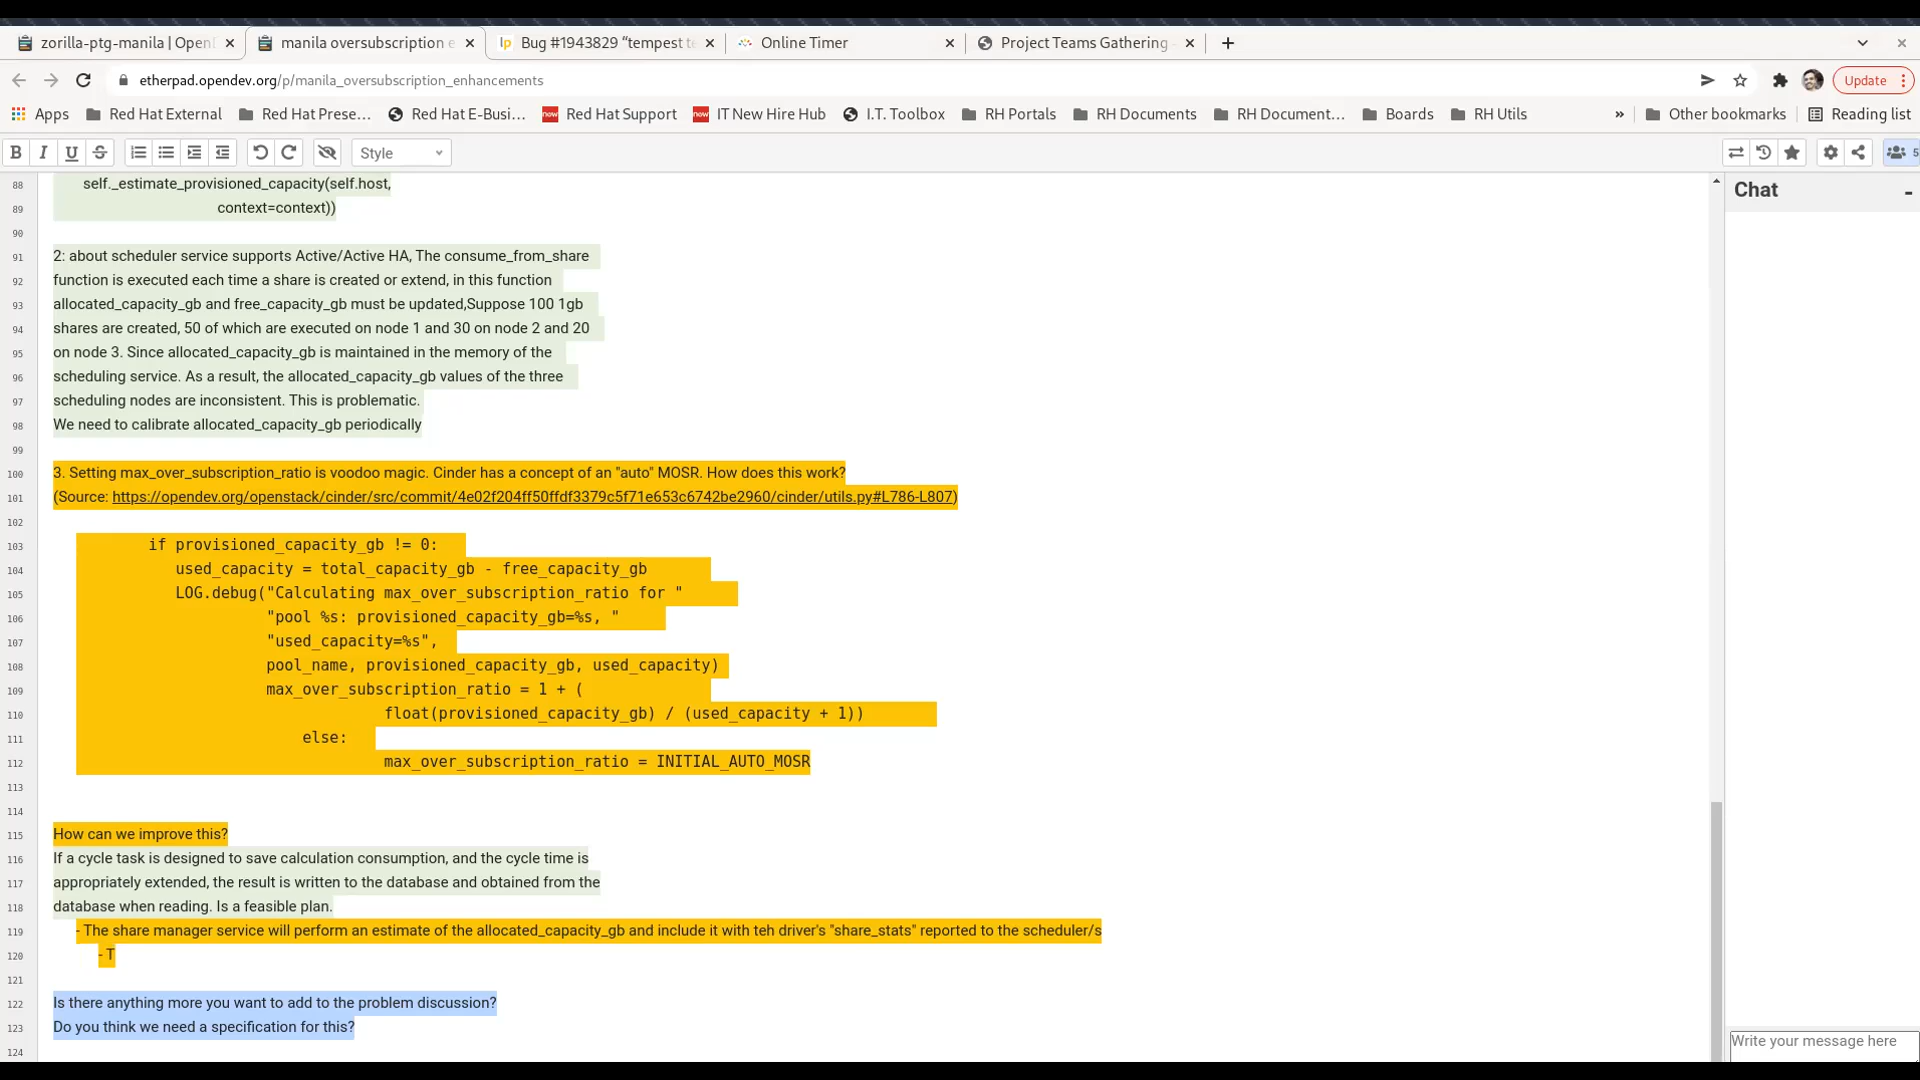 zorilla-ptg-manila | OpenD
manila oversubscription e
Bug #1943829 “tempest te
Online Timer
Project Teams Gathering -
etherpad.opendev.org/p/manila_oversubscription_enhancements
Update
Apps
Red Hat External
Red Hat Prese…
Red Hat E-Busi…
now
Red Hat Support
now
IT New Hire Hub
I.T. Toolbox
RH Portals
RH Documents
RH Document…
Boards
RH Utils
»
Other bookmarks
Reading list
B I U S
Style
5
88 self._estimate_provisioned_capacity(self.host,
89 context=context))
90
91 2: about scheduler service supports Active/Active HA, The consume_from_share
92 function is executed each time a share is created or extend, in this function
93 allocated_capacity_gb and free_capacity_gb must be updated,Suppose 100 1gb
94 shares are created, 50 of which are executed on node 1 and 30 on node 2 and 20
95 on node 3. Since allocated_capacity_gb is maintained in the memory of the
96 scheduling service. As a result, the allocated_capacity_gb values of the three
97 scheduling nodes are inconsistent. This is problematic.
98 We need to calibrate allocated_capacity_gb periodically
99
100 3. Setting max_over_subscription_ratio is voodoo magic. Cinder has a concept of an "auto" MOSR. How does this work?
101 (Source: https://opendev.org/openstack/cinder/src/commit/4e02f204ff50ffdf3379c5f71e653c6742be2960/cinder/utils.py#L786-L807)
102
103 if provisioned_capacity_gb != 0:
104 used_capacity = total_capacity_gb - free_capacity_gb
105 LOG.debug("Calculating max_over_subscription_ratio for "
106 "pool %s: provisioned_capacity_gb=%s, "
107 "used_capacity=%s",
108 pool_name, provisioned_capacity_gb, used_capacity)
109 max_over_subscription_ratio = 1 + (
110 float(provisioned_capacity_gb) / (used_capacity + 1))
111 else:
112 max_over_subscription_ratio = INITIAL_AUTO_MOSR
113
114
115 How can we improve this?
116 If a cycle task is designed to save calculation consumption, and the cycle time is
117 appropriately extended, the result is written to the database and obtained from the
118 database when reading. Is a feasible plan.
119 - The share manager service will perform an estimate of the allocated_capacity_gb and include it with teh driver's "share_stats" reported to the scheduler/s
120 - T
121
122 Is there anything more you want to add to the problem discussion?
123 Do you think we need a specification for this?
124
Chat
-
Write your message here